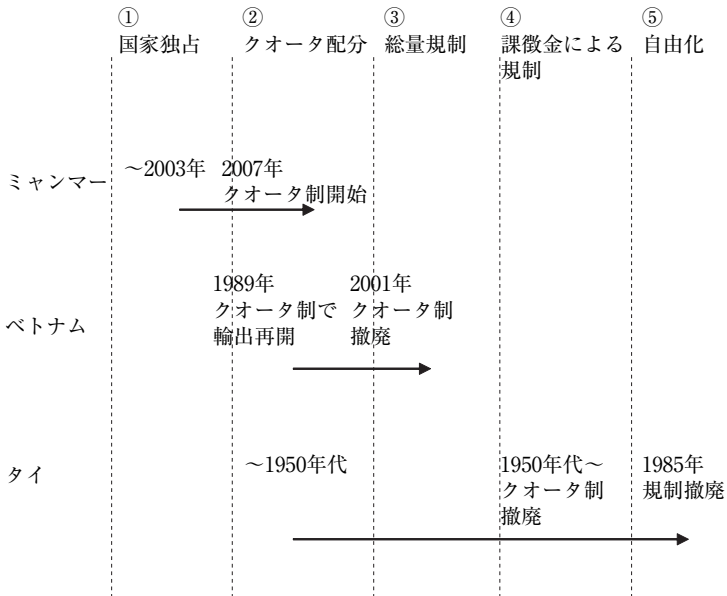 ①
国家独占
②
クオータ配分
③
総量規制
④
課徴金による
規制
⑤
自由化
ミャンマー
～2003年
2007年
クオータ制開始
ベトナム
1989年
クオータ制で
輸出再開
2001年
クオータ制
撤廃
タイ
～1950年代
1950年代～
クオータ制
撤廃
1985年
規制撤廃